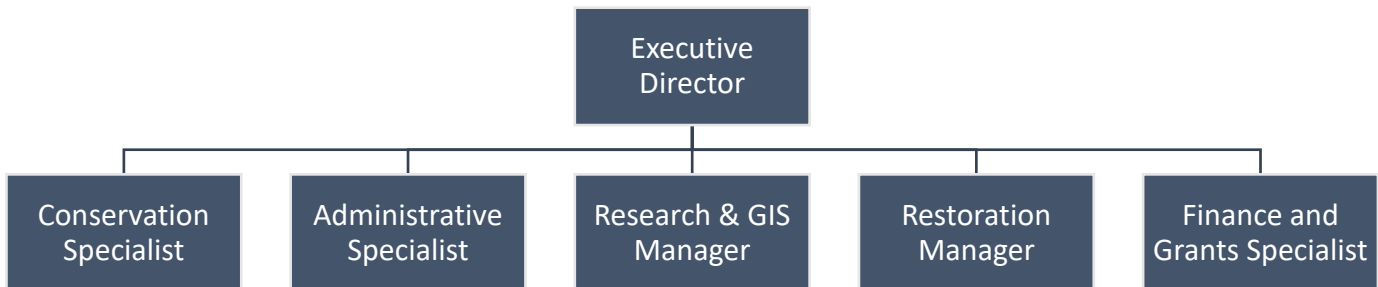 Executive
Director
Conservation
Specialist
Administrative
Specialist
Research & GIS
Manager
Restoration
Manager
Finance and
Grants Specialist